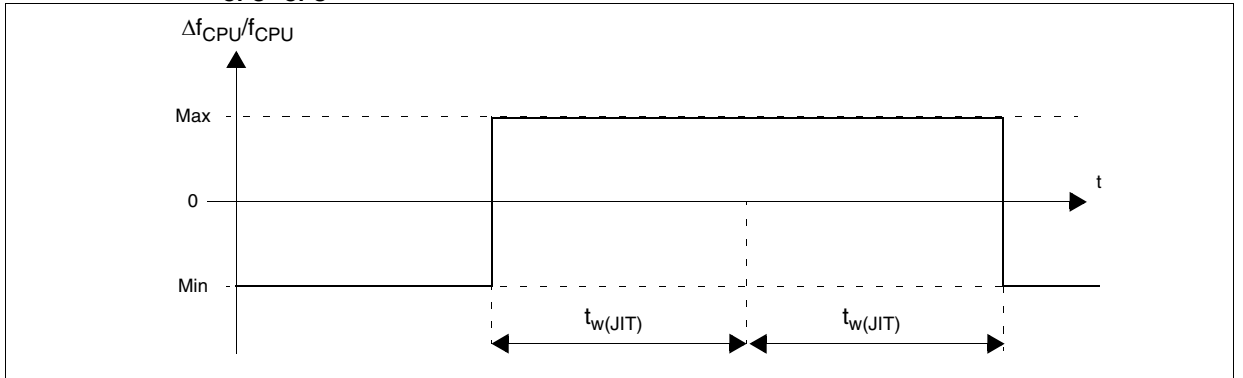 Δf_CPU/f_CPU
Max
t
0
Min
t_w(JIT) t_w(JIT)